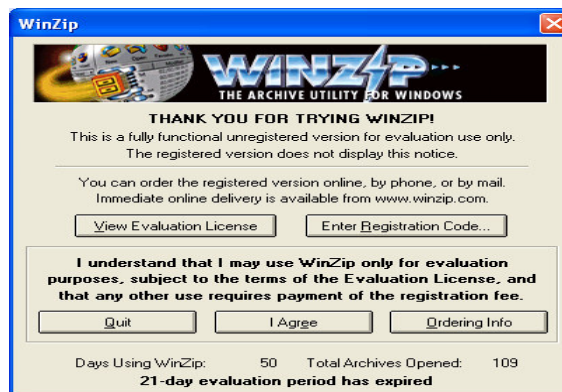 WinZip
WINZIP
THE ARCHIVE UTILITY FOR WINDOWS
THANK YOU FOR TRYING WINZIP!
This is a fully functional unregistered version for evaluation use only.
The registered version does not display this notice.
You can order the registered version online, by phone, or by mail.
Immediate online delivery is available from www.winzip.com.
View Evaluation License Enter Registration Code...
I understand that I may use WinZip only for evaluation
purposes, subject to the terms of the Evaluation License, and
that any other use requires payment of the registration fee.
Quit I Agree Ordering Info
Days Using WinZip: 50 Total Archives Opened: 109
21-day evaluation period has expired